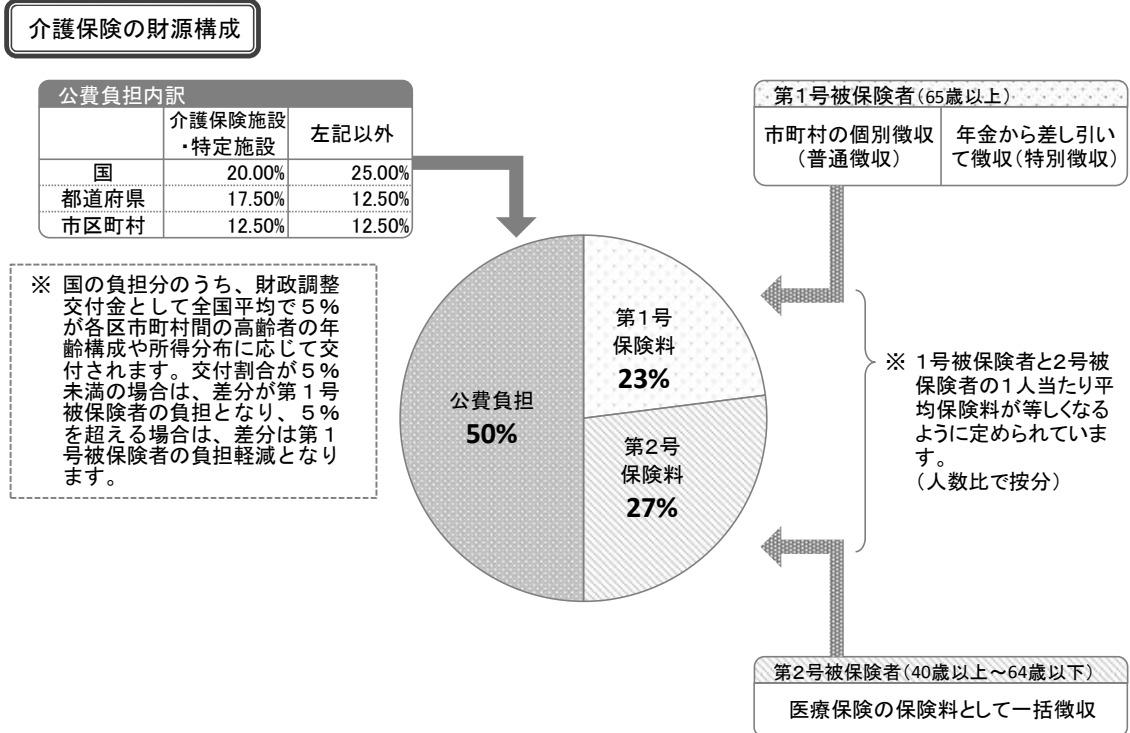 介護保険の財源構成
公費負担内訳
介護保険施設
・特定施設
左記以外
国 20.00% 25.00%
都道府県 17.50% 12.50%
市区町村 12.50% 12.50%
※ 国の負担分のうち、財政調整
交付金として全国平均で5%
が各区市町村間の高齢者の年
齢構成や所得分布に応じて交
付されます。交付割合が5%
未満の場合は、差分が第1号
被保険者の負担となり、5%
を超える場合は、差分は第1
号被保険者の負担軽減となり
ます。
公費負担
50%
第1号
保険料
23%
第2号
保険料
27%
第1号被保険者(65歳以上)
市町村の個別徴収
(普通徴収)
年金から差し引い
て徴収(特別徴収)
※ 1号被保険者と2号被
保険者の1人当たり平
均保険料が等しくなる
ように定められていま
す。
(人数比で按分)
第2号被保険者(40歳以上~64歳以下)
医療保険の保険料として一括徴収